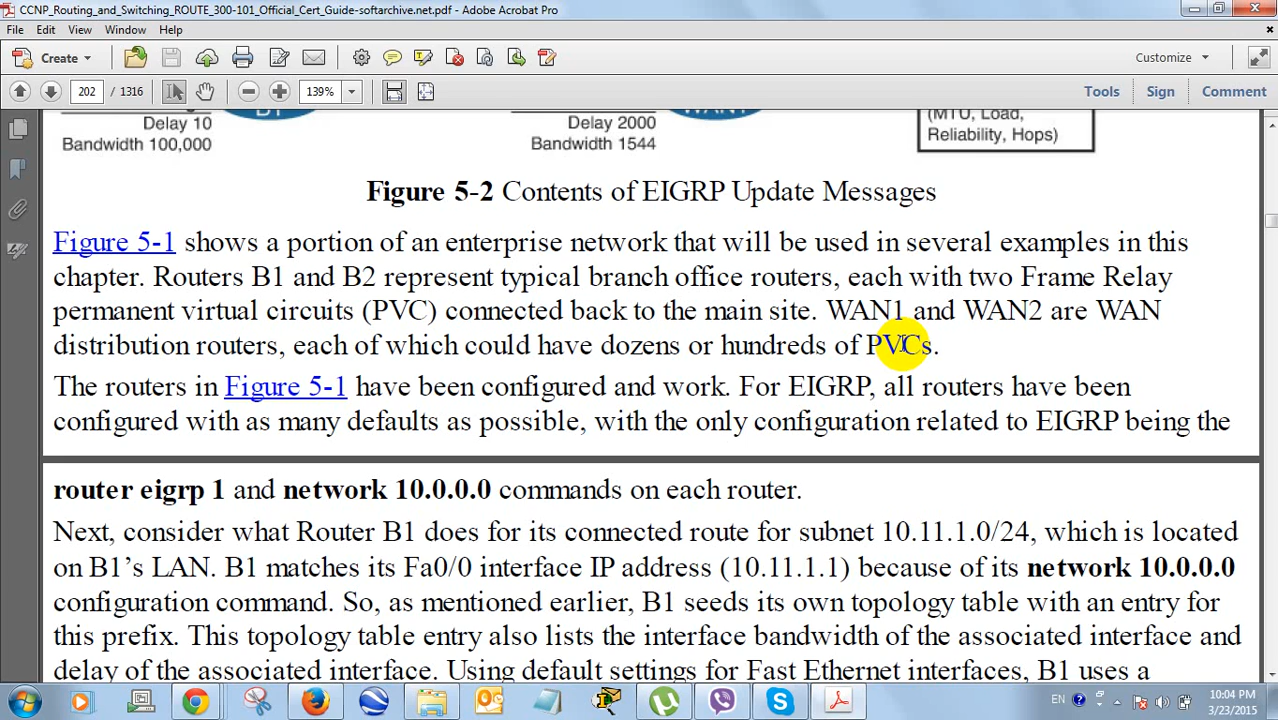 CCNP_Routing_and_Switching_ROUTE_300-101_Official_Cert_Guide-softarchive.net.pdf - Adobe Acrobat Pro
File Edit View Window Help
Create Customize
202 / 1316 139% Tools Sign Comment
Delay 10
Bandwidth 100,000
Delay 2000
Bandwidth 1544
(MTU, Load,
Reliability, Hops)
Figure 5-2 Contents of EIGRP Update Messages
Figure 5-1 shows a portion of an enterprise network that will be used in several examples in this
chapter. Routers B1 and B2 represent typical branch office routers, each with two Frame Relay
permanent virtual circuits (PVC) connected back to the main site. WAN1 and WAN2 are WAN
distribution routers, each of which could have dozens or hundreds of PVCs.
The routers in Figure 5-1 have been configured and work. For EIGRP, all routers have been
configured with as many defaults as possible, with the only configuration related to EIGRP being the
router eigrp 1 and network 10.0.0.0 commands on each router.
Next, consider what Router B1 does for its connected route for subnet 10.11.1.0/24, which is located
on B1’s LAN. B1 matches its Fa0/0 interface IP address (10.11.1.1) because of its network 10.0.0.0
configuration command. So, as mentioned earlier, B1 seeds its own topology table with an entry for
this prefix. This topology table entry also lists the interface bandwidth of the associated interface and
delay of the associated interface. Using default settings for Fast Ethernet interfaces, B1 uses a
EN 10:04 PM
3/23/2015